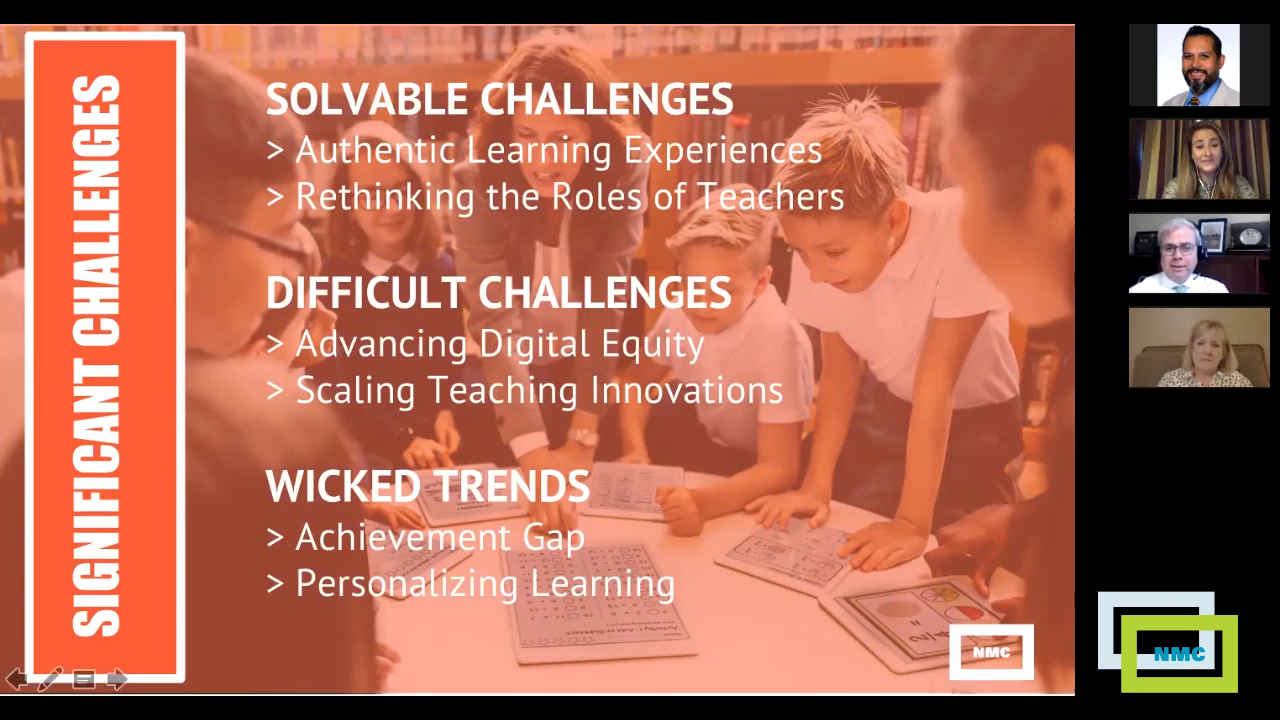 SIGNIFICANT CHALLENGES
SOLVABLE CHALLENGES
> Authentic Learning Experiences
> Rethinking the Roles of Teachers
DIFFICULT CHALLENGES
> Advancing Digital Equity
> Scaling Teaching Innovations
WICKED TRENDS
> Achievement Gap
> Personalizing Learning
NMC
NMC